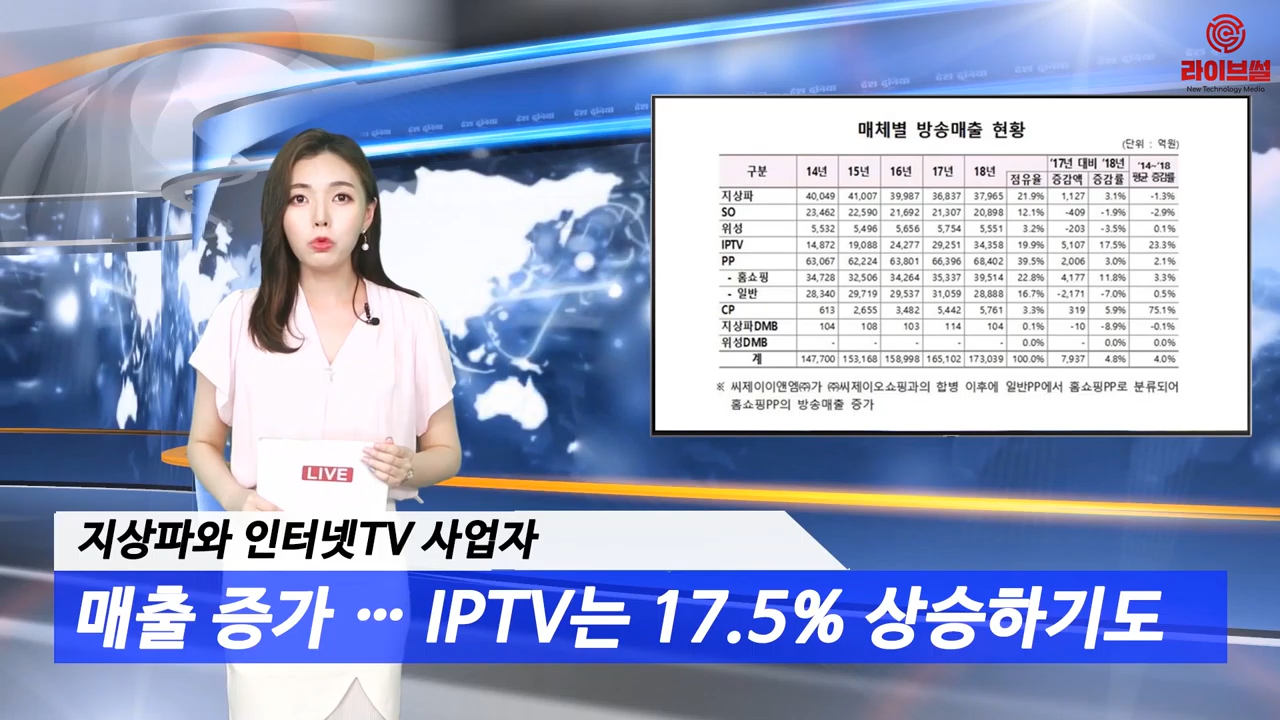 라이브썰
New Technology Media
देश दुनिया देश दुनिया देश दुनिया देश दुनिया देश दुनिया
매체별 방송매출 현황
(단위 : 억원)
구분 14년 15년 16년 17년 18년 '17년 대비 '18년 '14~'18
점유율 증감액 증감률 평균 증감률
지상파 40,049 41,007 39,987 36,837 37,965 21.9% 1,127 3.1% -1.3%
SO 23,462 22,590 21,692 21,307 20,898 12.1% -409 -1.9% -2.9%
위성 5,532 5,496 5,656 5,754 5,551 3.2% -203 -3.5% 0.1%
IPTV 14,872 19,088 24,277 29,251 34,358 19.9% 5,107 17.5% 23.3%
PP 63,067 62,224 63,801 66,396 68,402 39.5% 2,006 3.0% 2.1%
- 홈쇼핑 34,728 32,506 34,264 35,337 39,514 22.8% 4,177 11.8% 3.3%
- 일반 28,340 29,719 29,537 31,059 28,888 16.7% -2,171 -7.0% 0.5%
CP 613 2,655 3,482 5,442 5,761 3.3% 319 5.9% 75.1%
지상파DMB 104 108 103 114 104 0.1% -10 -8.9% -0.1%
위성DMB - - - - - 0.0% - 0.0% 0.0%
계 147,700 153,168 158,998 165,102 173,039 100.0% 7,937 4.8% 4.0%
※ 씨제이이앤엠㈜가 ㈜씨제이오쇼핑과의 합병 이후에 일반PP에서 홈쇼핑PP로 분류되어
홈쇼핑PP의 방송매출 증가
LIVE
지상파와 인터넷TV 사업자
매출 증가 … IPTV는 17.5% 상승하기도